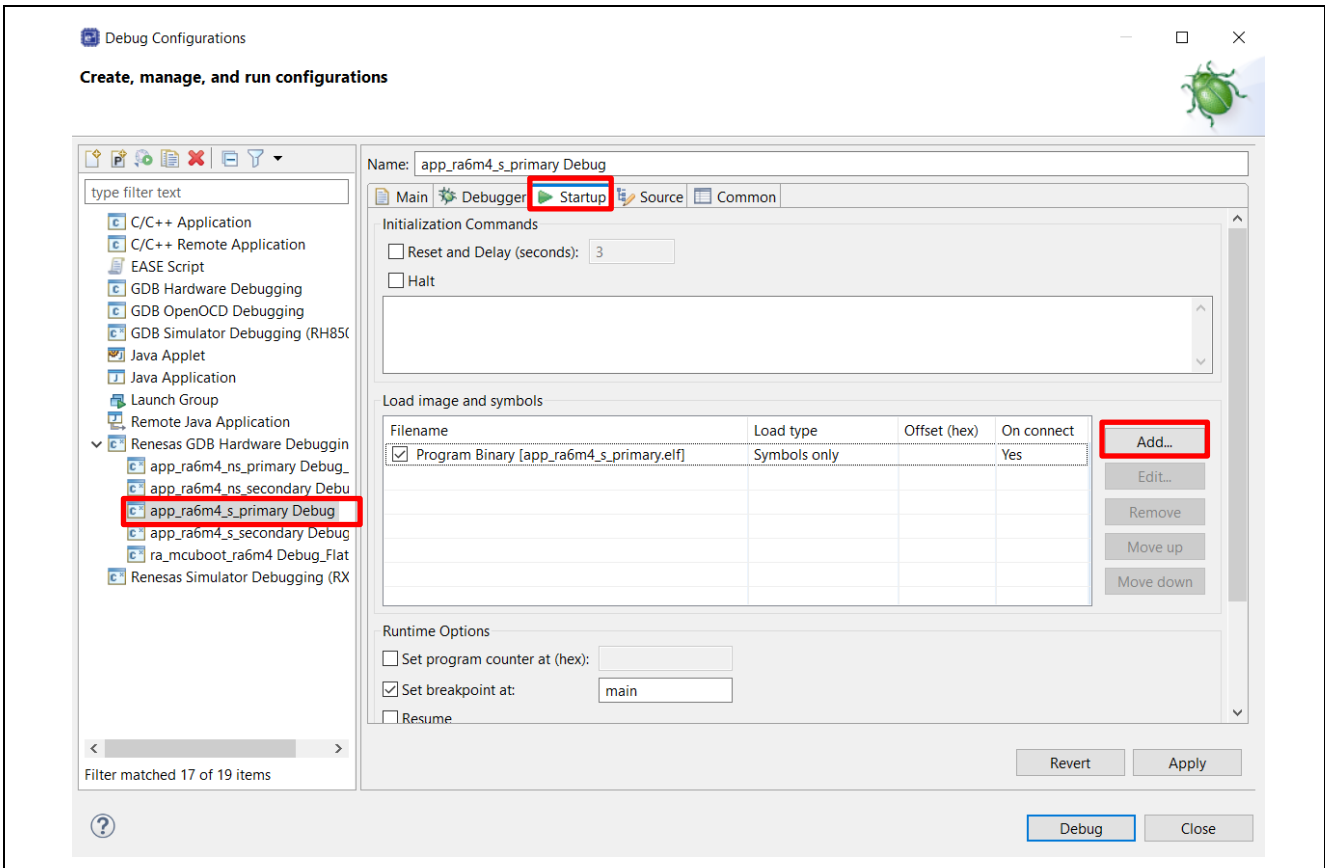 Debug Configurations
Create, manage, and run configurations
Name: app_ra6m4_s_primary Debug
type filter text
Main Debugger Startup Source Common
C/C++ Application
C/C++ Remote Application
EASE Script
GDB Hardware Debugging
GDB OpenOCD Debugging
GDB Simulator Debugging (RH850
Java Applet
Java Application
Launch Group
Remote Java Application
Renesas GDB Hardware Debuggin
app_ra6m4_ns_primary Debug_
app_ra6m4_ns_secondary Debu
app_ra6m4_s_primary Debug
app_ra6m4_s_secondary Debug
ra_mcuboot_ra6m4 Debug_Flat
Renesas Simulator Debugging (RX
Filter matched 17 of 19 items
Initialization Commands
Reset and Delay (seconds): 3
Halt
Load image and symbols
Filename Load type Offset (hex) On connect
Program Binary [app_ra6m4_s_primary.elf] Symbols only Yes
Add...
Edit...
Remove
Move up
Move down
Runtime Options
Set program counter at (hex):
Set breakpoint at: main
Resume
Revert Apply
? Debug Close